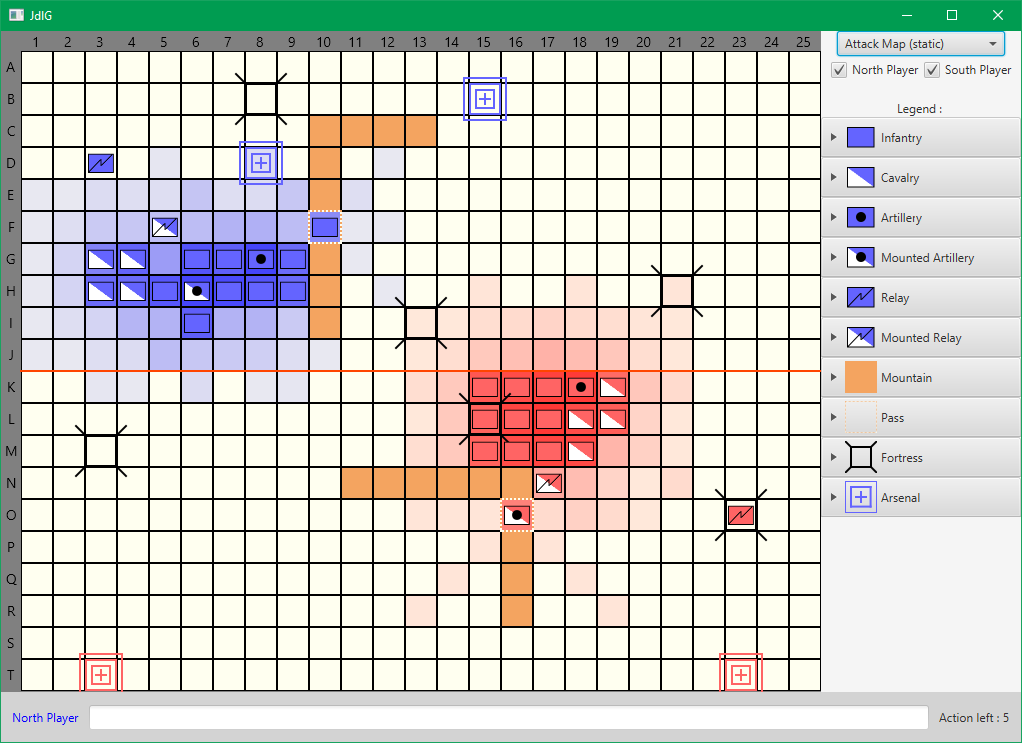 JdlG
1 2 3 4 5 6 7 8 9 10 11 12 13 14 15 16 17 18 19 20 21 22 23 24 25
A
B
C
D
E
F
G
H
I
J
K
L
M
N
O
P
Q
R
S
T
Attack Map (static)
North Player South Player
Legend :
Infantry
Cavalry
Artillery
Mounted Artillery
Relay
Mounted Relay
Mountain
Pass
Fortress
Arsenal
North Player
Action left : 5